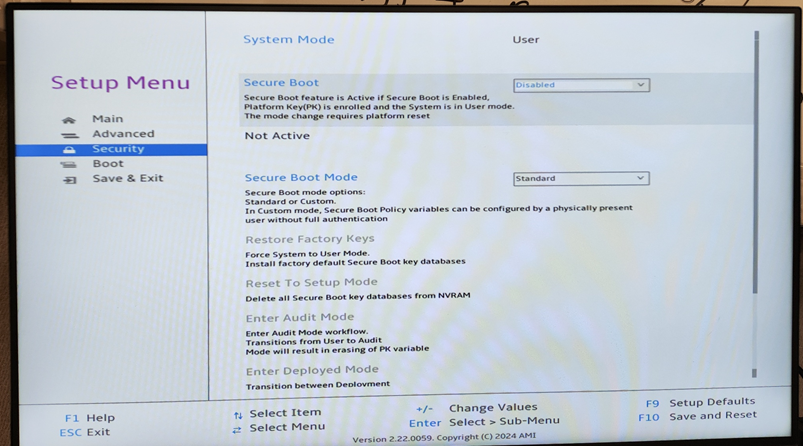 System Mode User
Setup Menu
Main
Advanced
Security
Boot
Save & Exit
Secure Boot Disabled
Secure Boot feature is Active if Secure Boot is Enabled,
Platform Key(PK) is enrolled and the System is in User mode.
The mode change requires platform reset
Not Active
Secure Boot Mode Standard
Secure Boot mode options:
Standard or Custom.
In Custom mode, Secure Boot Policy variables can be configured by a physically present
user without full authentication
Restore Factory Keys
Force System to User Mode.
Install factory default Secure Boot key databases
Reset To Setup Mode
Delete all Secure Boot key databases from NVRAM
Enter Audit Mode
Enter Audit Mode workflow.
Transitions from User to Audit
Mode will result in erasing of PK variable
Enter Deployed Mode
Transition between Deployment
F1 Help
ESC Exit
Select Item
Select Menu
+/- Change Values
Enter Select > Sub-Menu
F9 Setup Defaults
F10 Save and Reset
Version 2.22.0059. Copyright (C) 2024 AMI